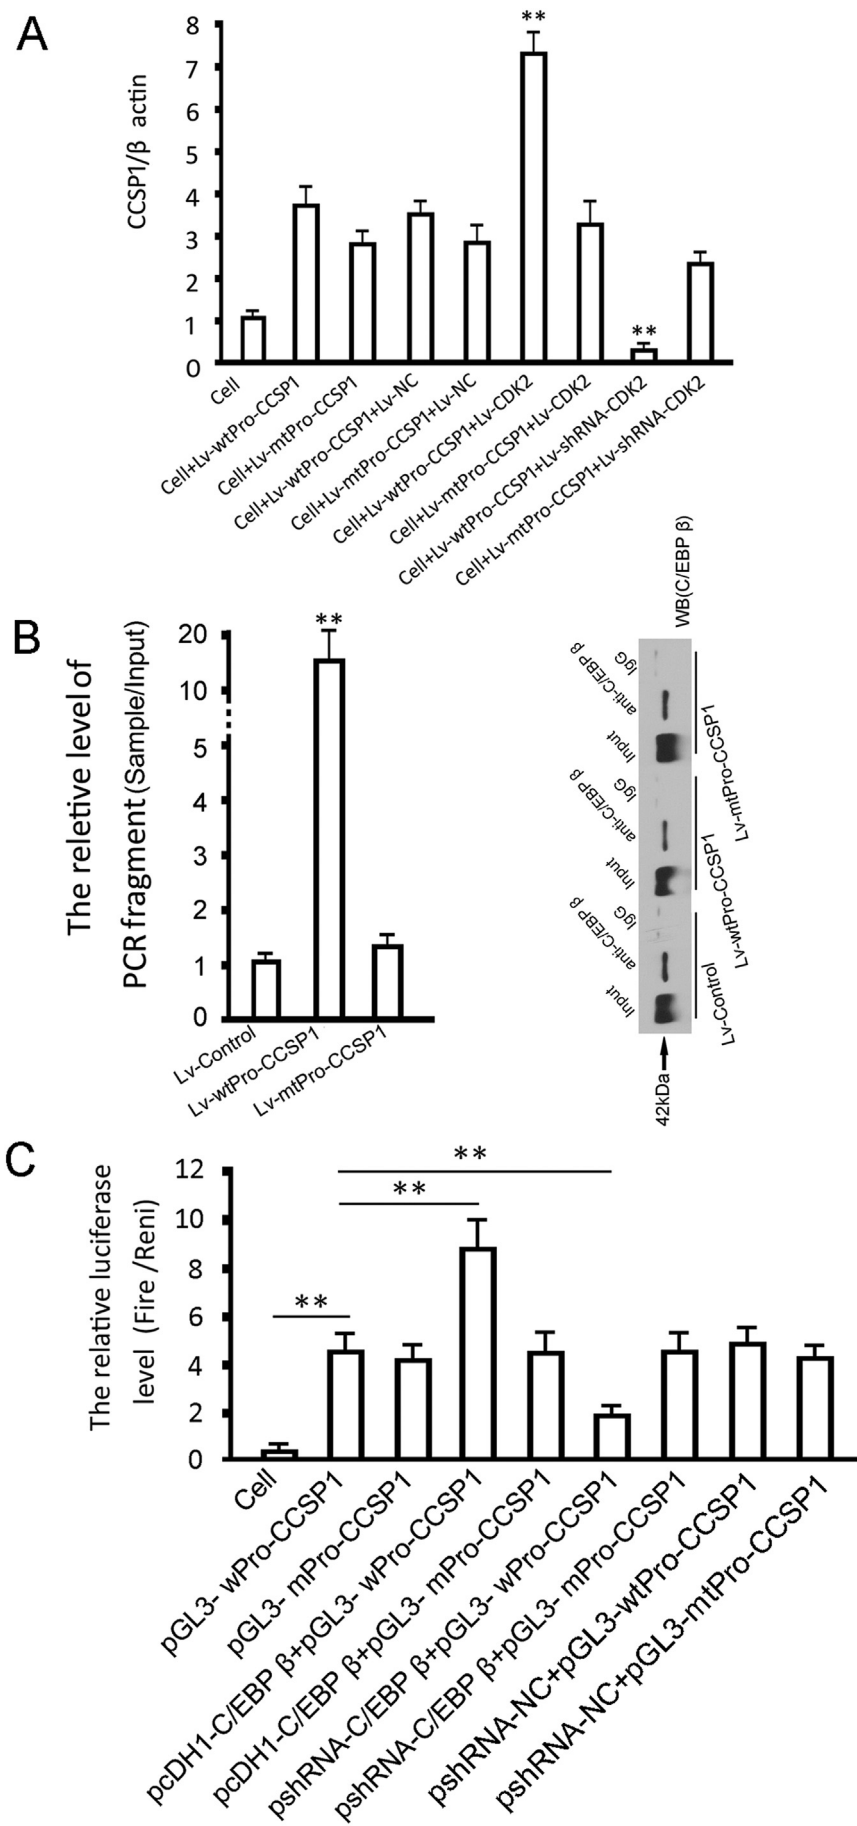 A
CCSP1/β actin
8
7
6
5
4
3
2
1
0
**
**
Cell
Cell+Lv-wtPro-CCSP1
Cell+Lv-mtPro-CCSP1
Cell+Lv-wtPro-CCSP1+Lv-NC
Cell+Lv-mtPro-CCSP1+Lv-NC
Cell+Lv-wtPro-CCSP1+Lv-CDK2
Cell+Lv-mtPro-CCSP1+Lv-CDK2
Cell+Lv-wtPro-CCSP1+Lv-shRNA-CDK2
Cell+Lv-mtPro-CCSP1+Lv-shRNA-CDK2
B
The reletive level of
PCR fragment (Sample/Input)
20
10
5
4
3
2
1
0
**
Lv-Control
Lv-wtPro-CCSP1
Lv-mtPro-CCSP1
WB(C/EBP β)
IgG
anti-C/EBP β
Input
IgG
anti-C/EBP β
Input
IgG
anti-C/EBP β
Input
Lv-mtPro-CCSP1
Lv-wtPro-CCSP1
Lv-Control
42kDa
C
The relative luciferase
level (Fire /Reni)
12
10
8
6
4
2
0
**
**
**
Cell
pGL3- wPro-CCSP1
pGL3- mPro-CCSP1
pcDH1-C/EBP β+pGL3- wPro-CCSP1
pcDH1-C/EBP β+pGL3- mPro-CCSP1
pshRNA-C/EBP β+pGL3- wPro-CCSP1
pshRNA-C/EBP β+pGL3- mPro-CCSP1
pshRNA-NC+pGL3-wtPro-CCSP1
pshRNA-NC+pGL3-mtPro-CCSP1